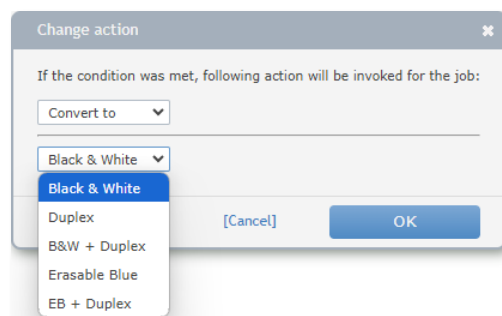 Change action
If the condition was met, following action will be invoked for the job:
Convert to
Black & White
Black & White
Duplex
[Cancel]
OK
B&W + Duplex
Erasable Blue
EB + Duplex